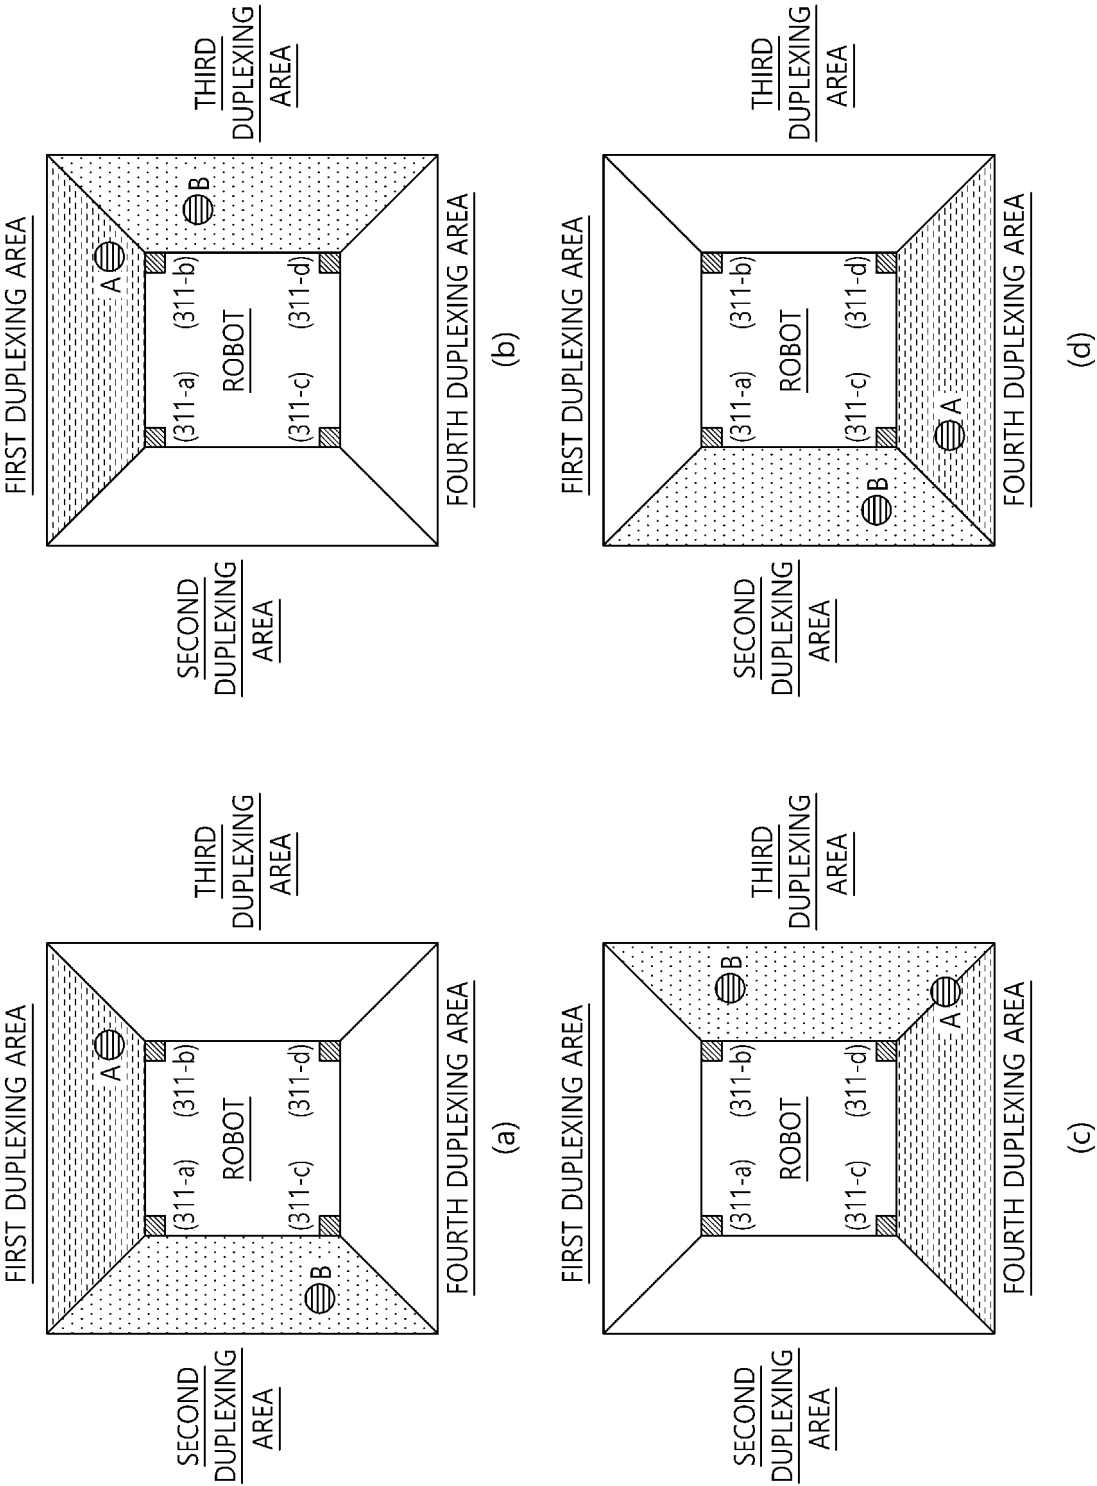 FIRST DUPLEXING AREA
SECOND
DUPLEXING
AREA
A
B
(311-a) (311-b)
ROBOT
(311-c) (311-d)
THIRD
DUPLEXING
AREA
FOURTH DUPLEXING AREA
(a)
FIRST DUPLEXING AREA
SECOND
DUPLEXING
AREA
A
B
(311-a) (311-b)
ROBOT
(311-c) (311-d)
THIRD
DUPLEXING
AREA
FOURTH DUPLEXING AREA
(b)
FIRST DUPLEXING AREA
SECOND
DUPLEXING
AREA
(311-a) (311-b)
B
ROBOT
(311-c) (311-d)
A
THIRD
DUPLEXING
AREA
FOURTH DUPLEXING AREA
(c)
FIRST DUPLEXING AREA
SECOND
DUPLEXING
AREA
(311-a) (311-b)
ROBOT
(311-c) (311-d)
B
A
THIRD
DUPLEXING
AREA
FOURTH DUPLEXING AREA
(d)